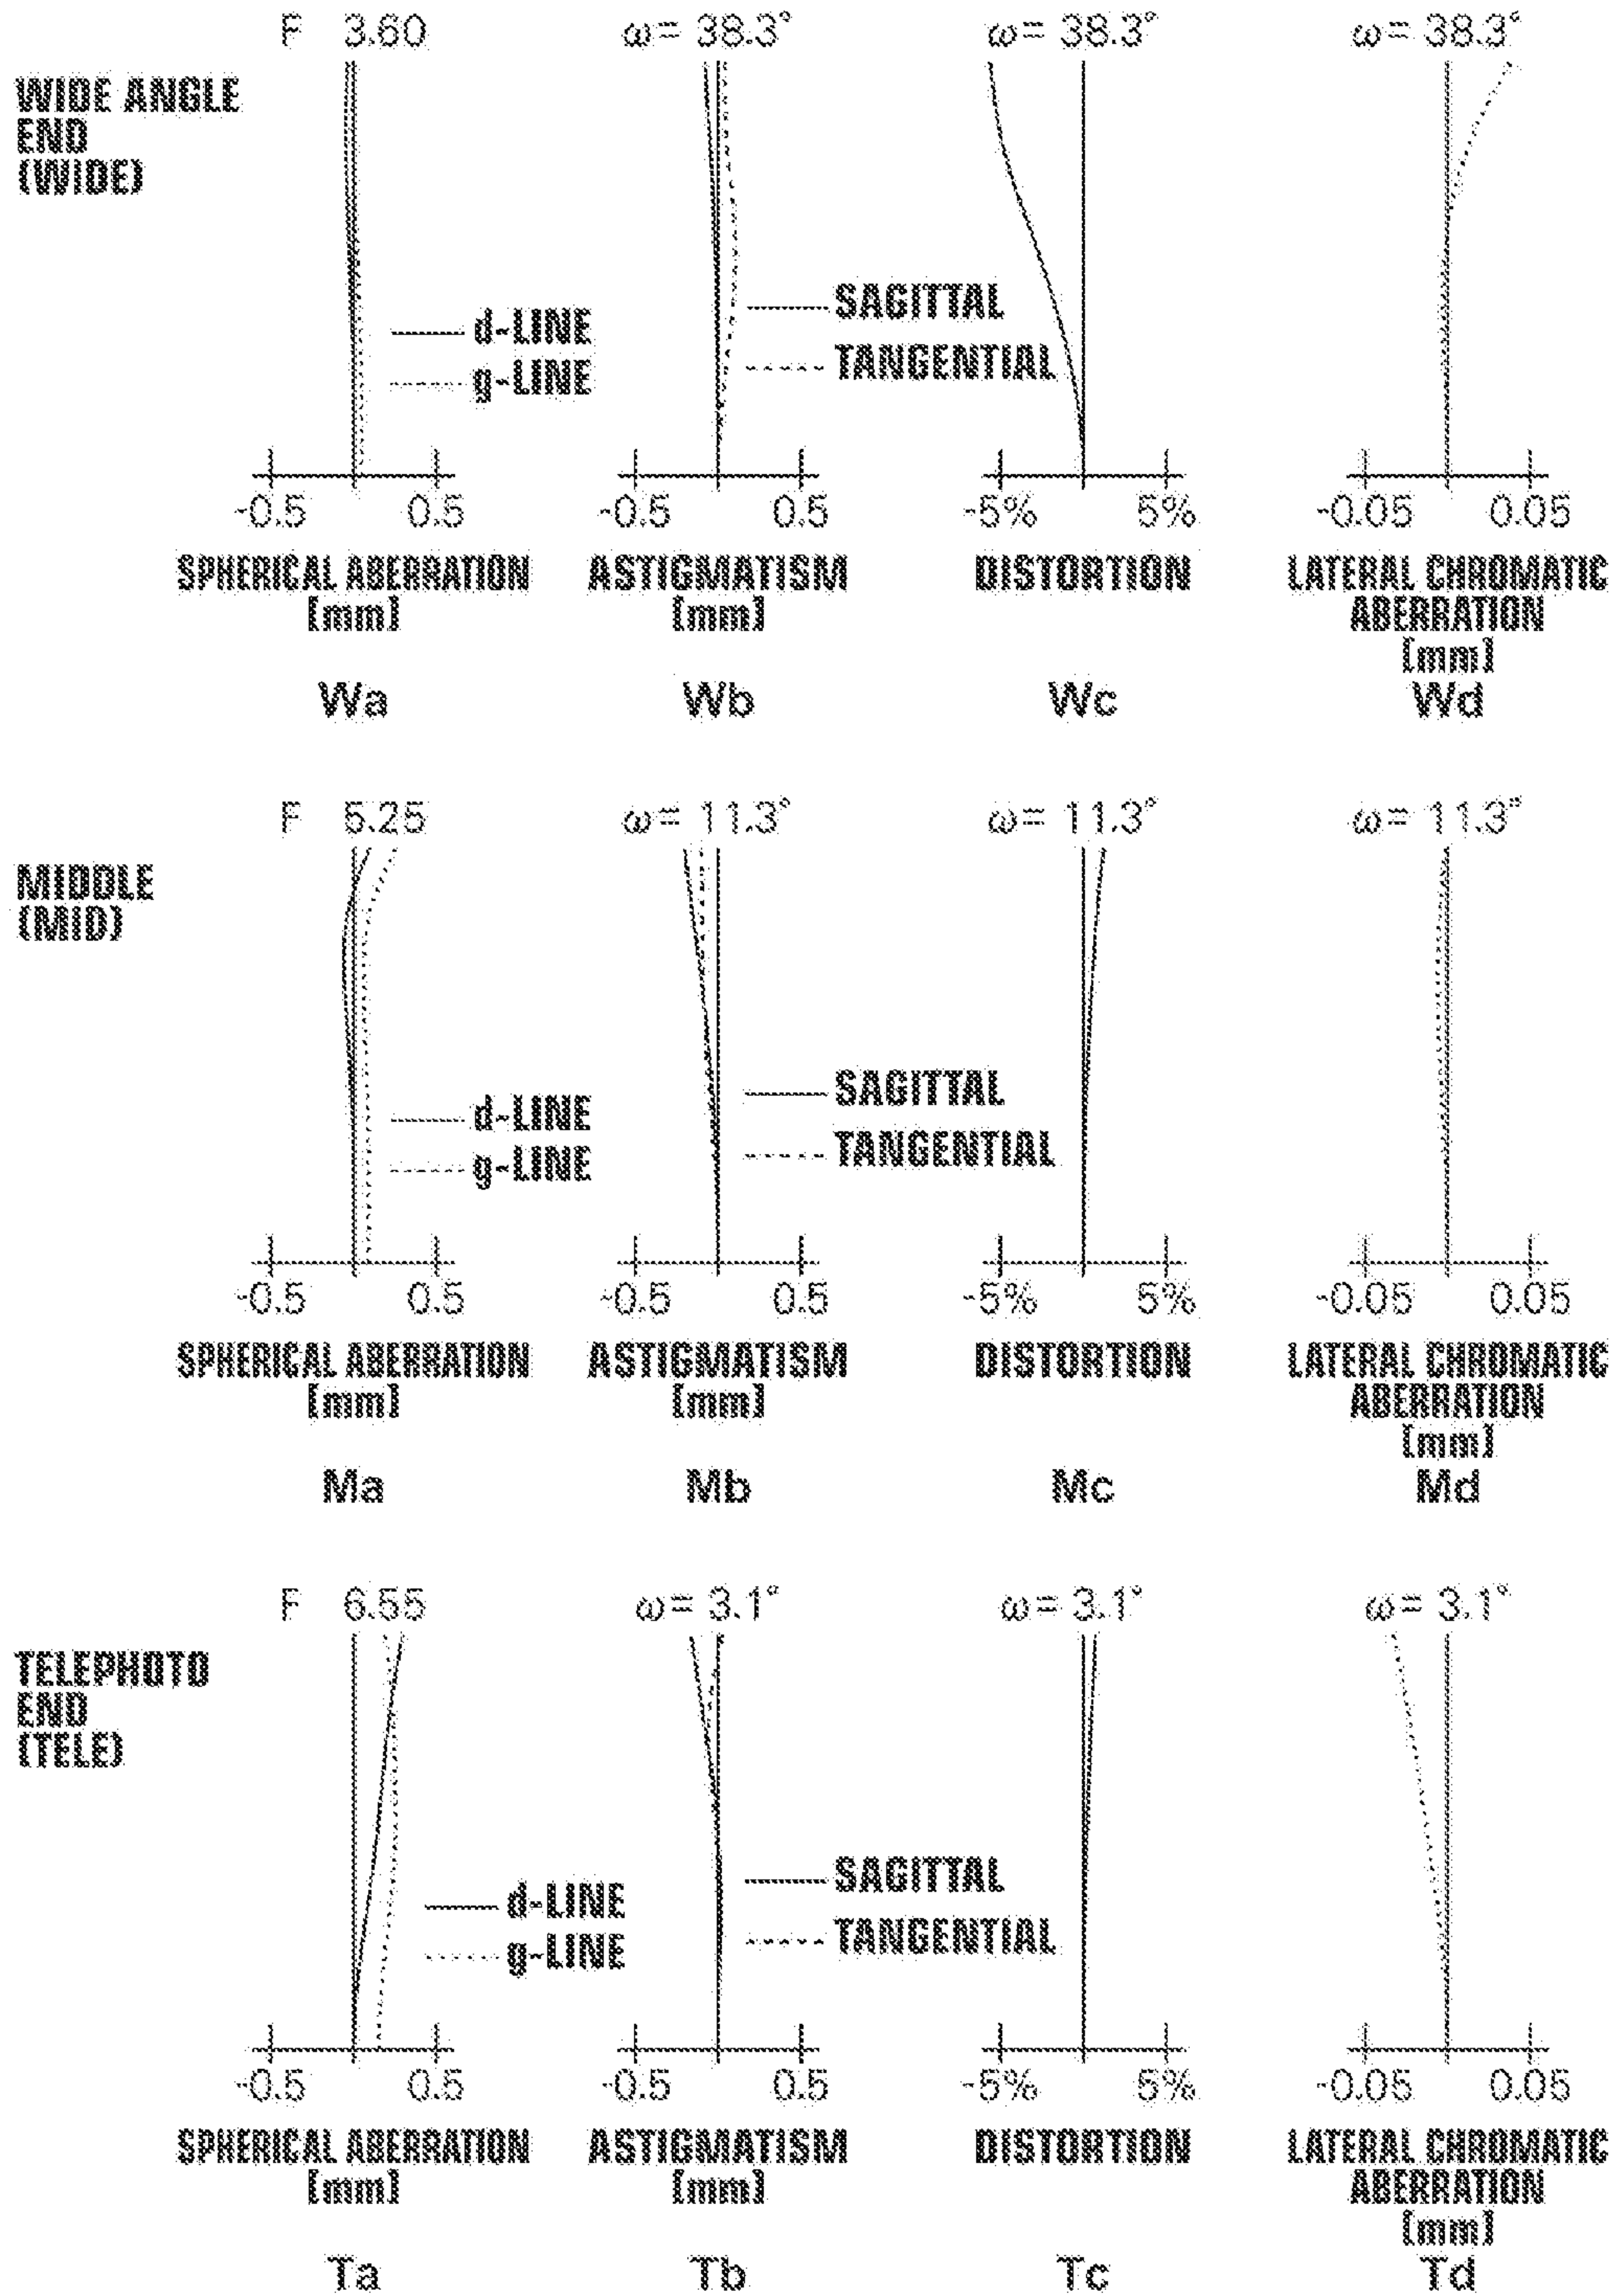 F 3.60 ω= 38.3° ω= 38.3° ω= 38.3°
WIDE ANGLE
END
(WIDE)
d-LINE
g-LINE
SAGITTAL
TANGENTIAL
-0.5 0.5 -0.5 0.5 -5% 5% -0.05 0.05
SPHERICAL ABERRATION
[mm]
ASTIGMATISM
[mm]
DISTORTION
LATERAL CHROMATIC
ABERRATION
[mm]
Wa Wb Wc Wd
F 5.25 ω= 11.3° ω= 11.3° ω= 11.3°
MIDDLE
(MID)
d-LINE
g-LINE
SAGITTAL
TANGENTIAL
-0.5 0.5 -0.5 0.5 -5% 5% -0.05 0.05
SPHERICAL ABERRATION
[mm]
ASTIGMATISM
[mm]
DISTORTION
LATERAL CHROMATIC
ABERRATION
[mm]
Ma Mb Mc Md
F 6.55 ω= 3.1° ω= 3.1° ω= 3.1°
TELEPHOTO
END
(TELE)
d-LINE
g-LINE
SAGITTAL
TANGENTIAL
-0.5 0.5 -0.5 0.5 -5% 5% -0.05 0.05
SPHERICAL ABERRATION
[mm]
ASTIGMATISM
[mm]
DISTORTION
LATERAL CHROMATIC
ABERRATION
[mm]
Ta Tb Tc Td